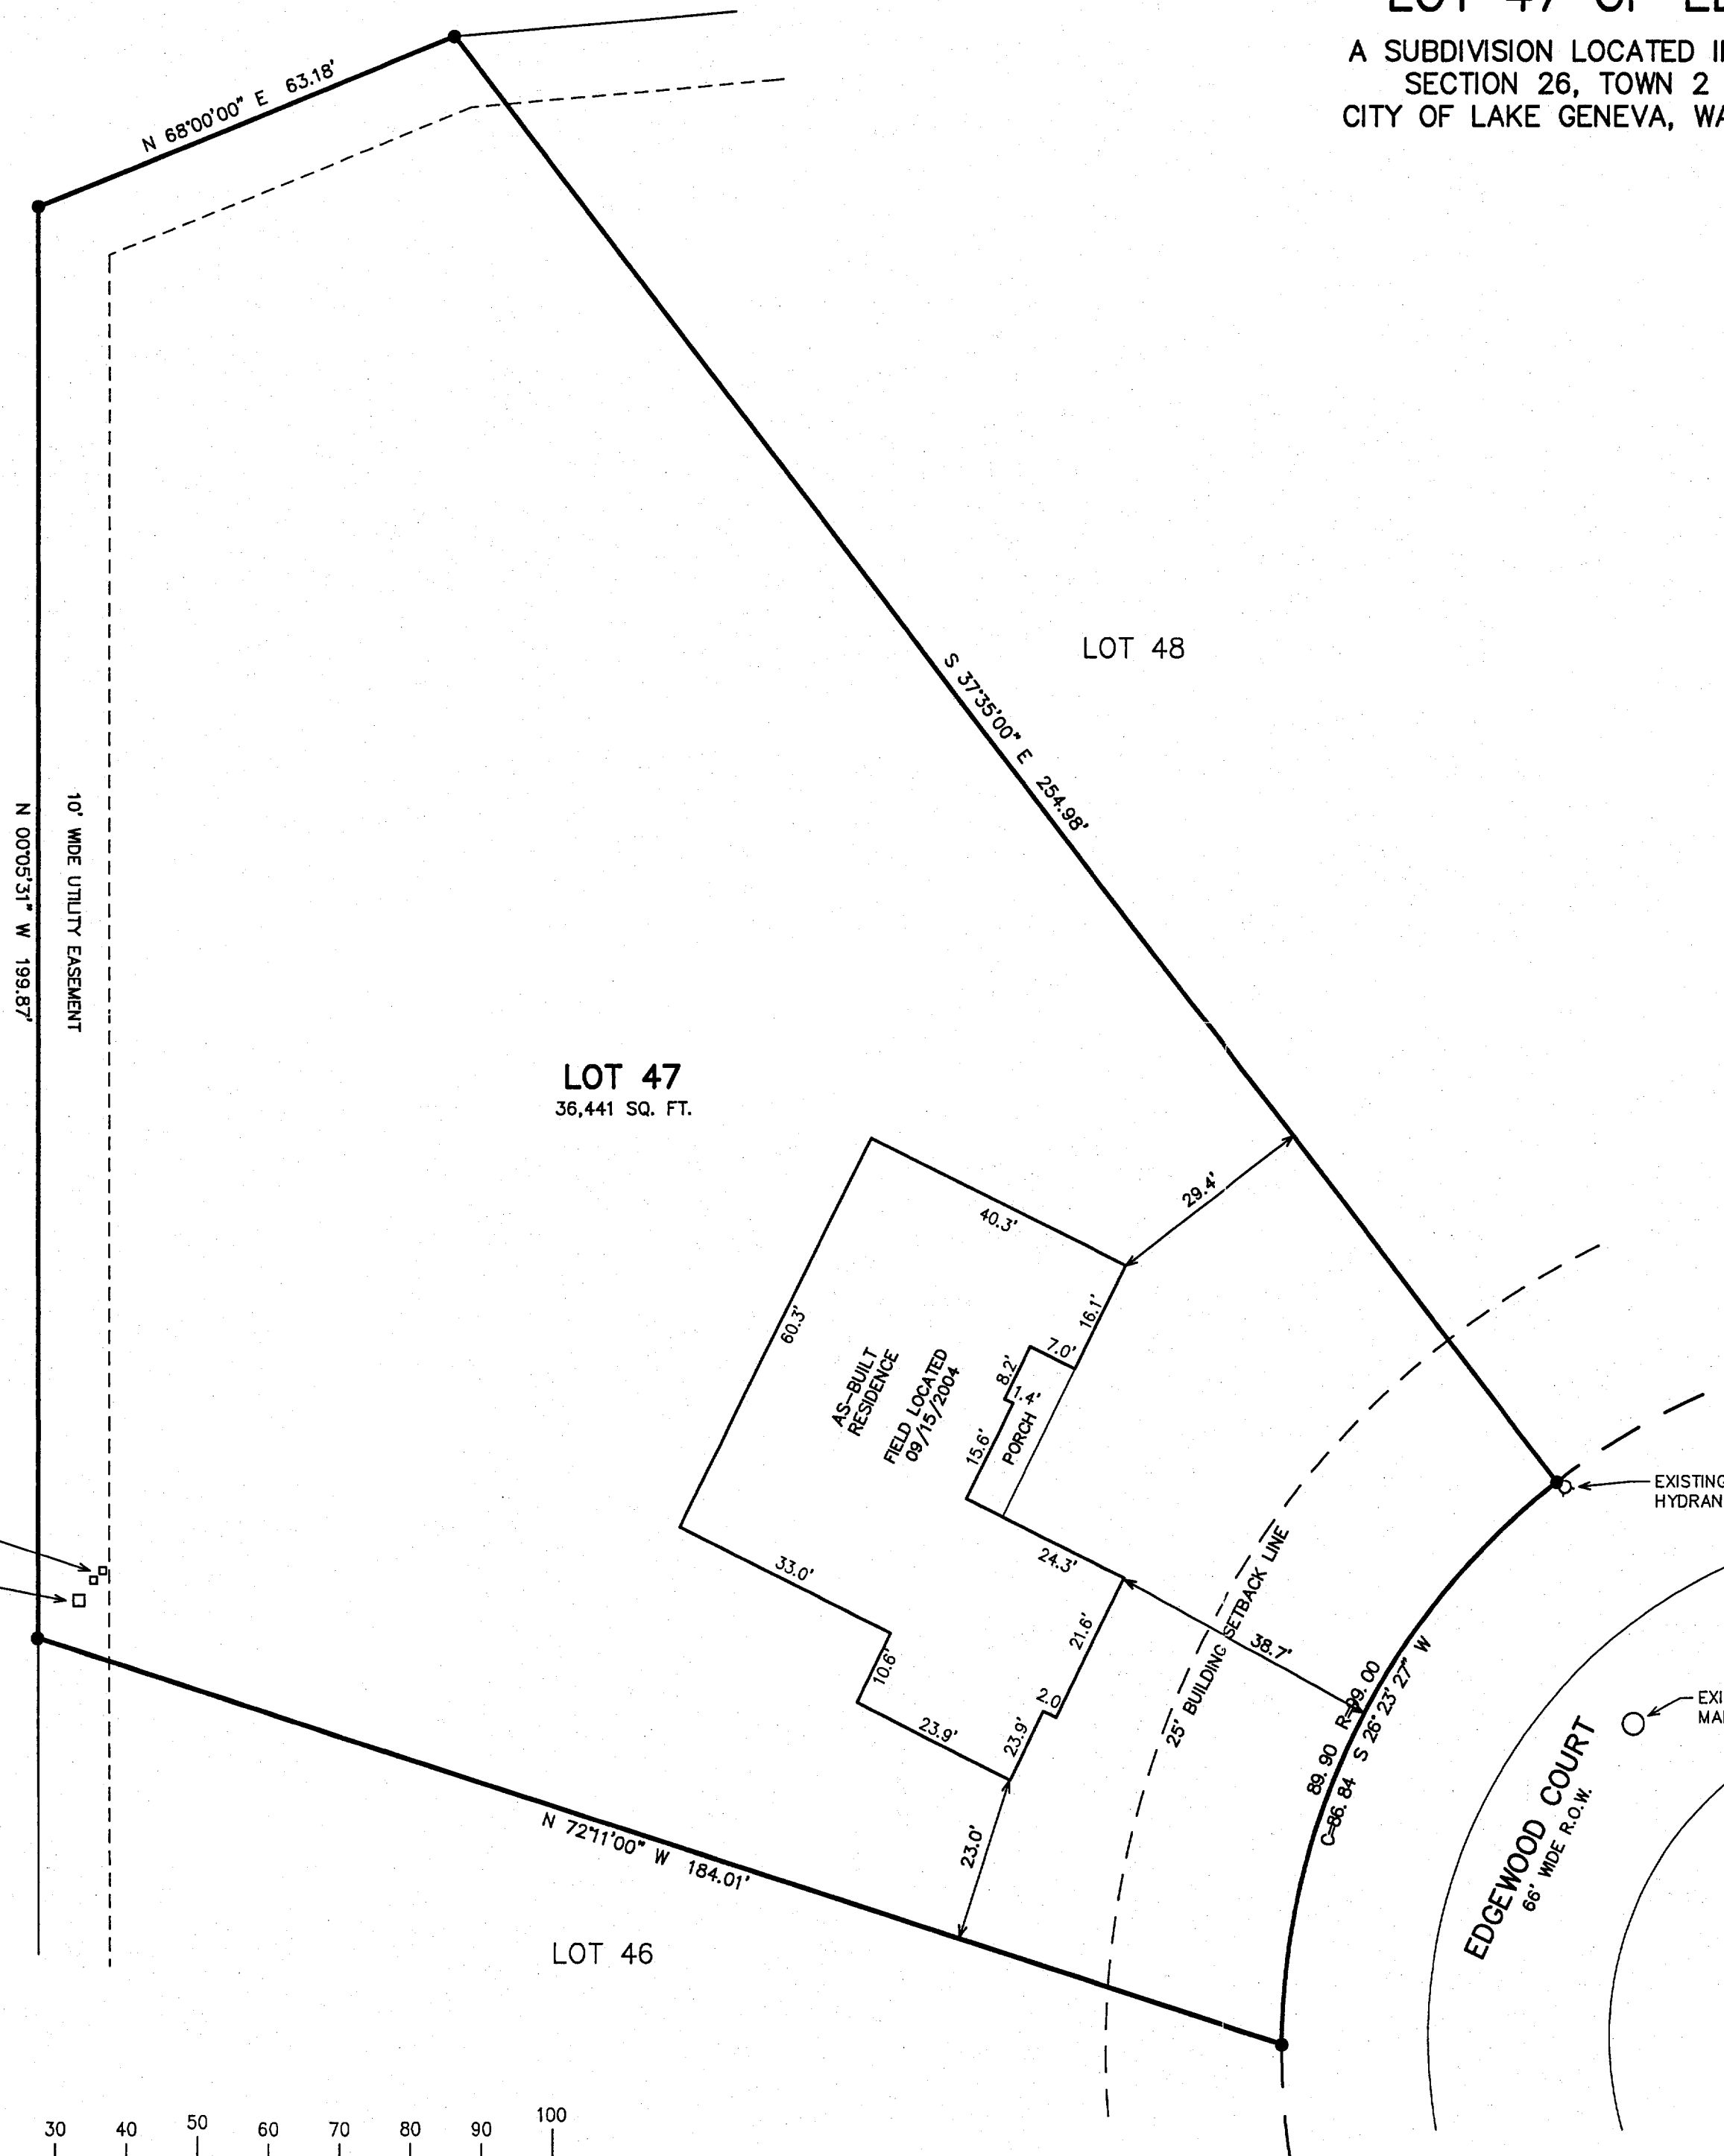 A SUBDIVISION LOCATED
SECTION 26, TOWN 2
CITY OF LAKE GENEVA,
N 68°00'00" E 63.18'
LOT 48
S 37°35'00" E 254.98'
N 00°05'31" W 199.87'
10' WIDE UTILITY EASEMENT
LOT 47
36,441 SQ. FT.
29.4'
40.3'
16.1'
60.3'
7.0'
8.2'
1.4'
AS-BUILT
RESIDENCE
FIELD LOCATED
09/15/2004
PORCH
15.6'
EXISTING
24.3'
33.0'
25' BUILDING SETBACK LINE
38.7'
21.6'
10.6'
2.0
23.9'
23.9'
89.90 R=99.00
C=86.84 S 26°23'27" W
EDGEWOOD COURT
66' WIDE R.O.W.
23.0'
N 72°11'00" W 184.01'
LOT 46
30 40 50 60 70 80 90 100